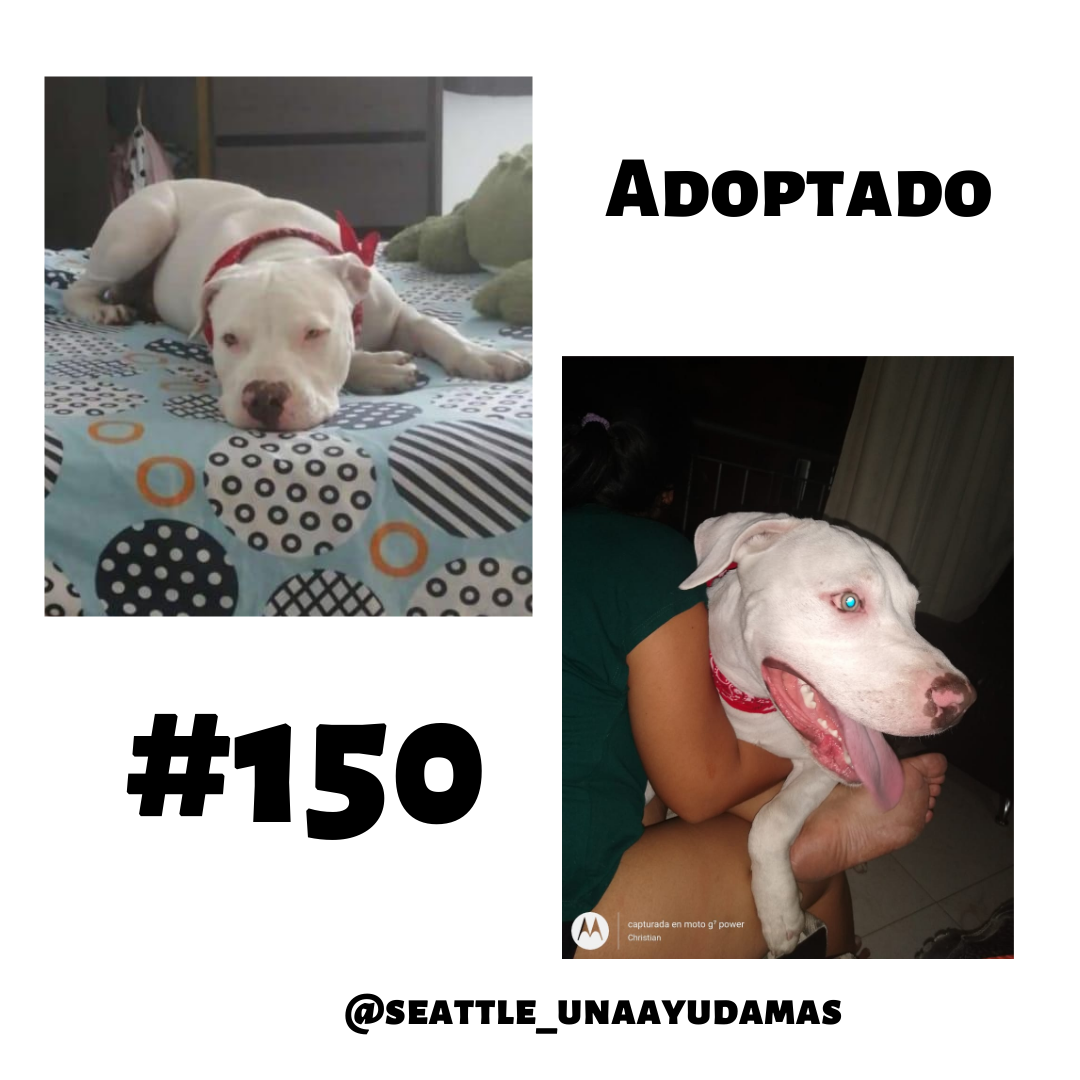 Adoptado
#150
capturada en moto g⁷ power
Christian
@seattle_unaayudamas